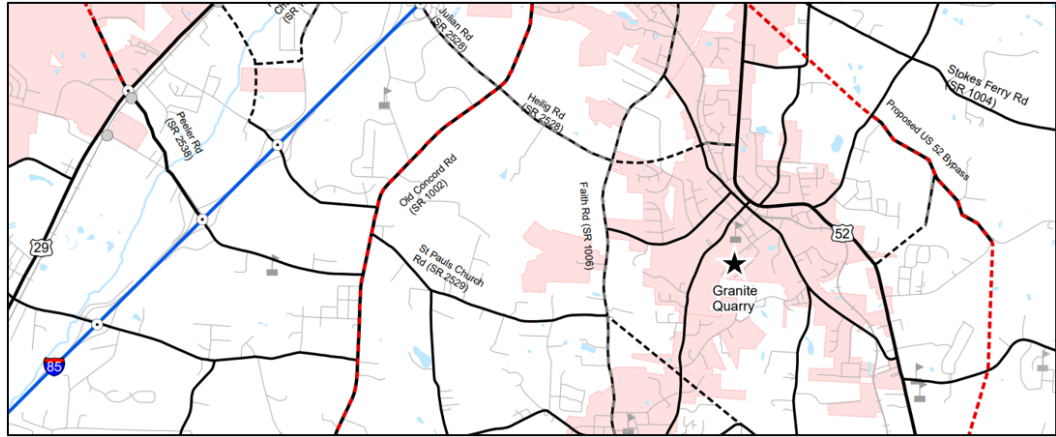 Julian Rd
(SR 2528)
Stokes Ferry Rd
(SR 1004)
Heilig Rd
(SR 2528)
Proposed US 52 Bypass
Peeler Rd
(SR 2538)
Old Concord Rd
(SR 1002)
Faith Rd (SR 1006)
29
52
St Pauls Church
Rd (SR 2529)
Granite
Quarry
85